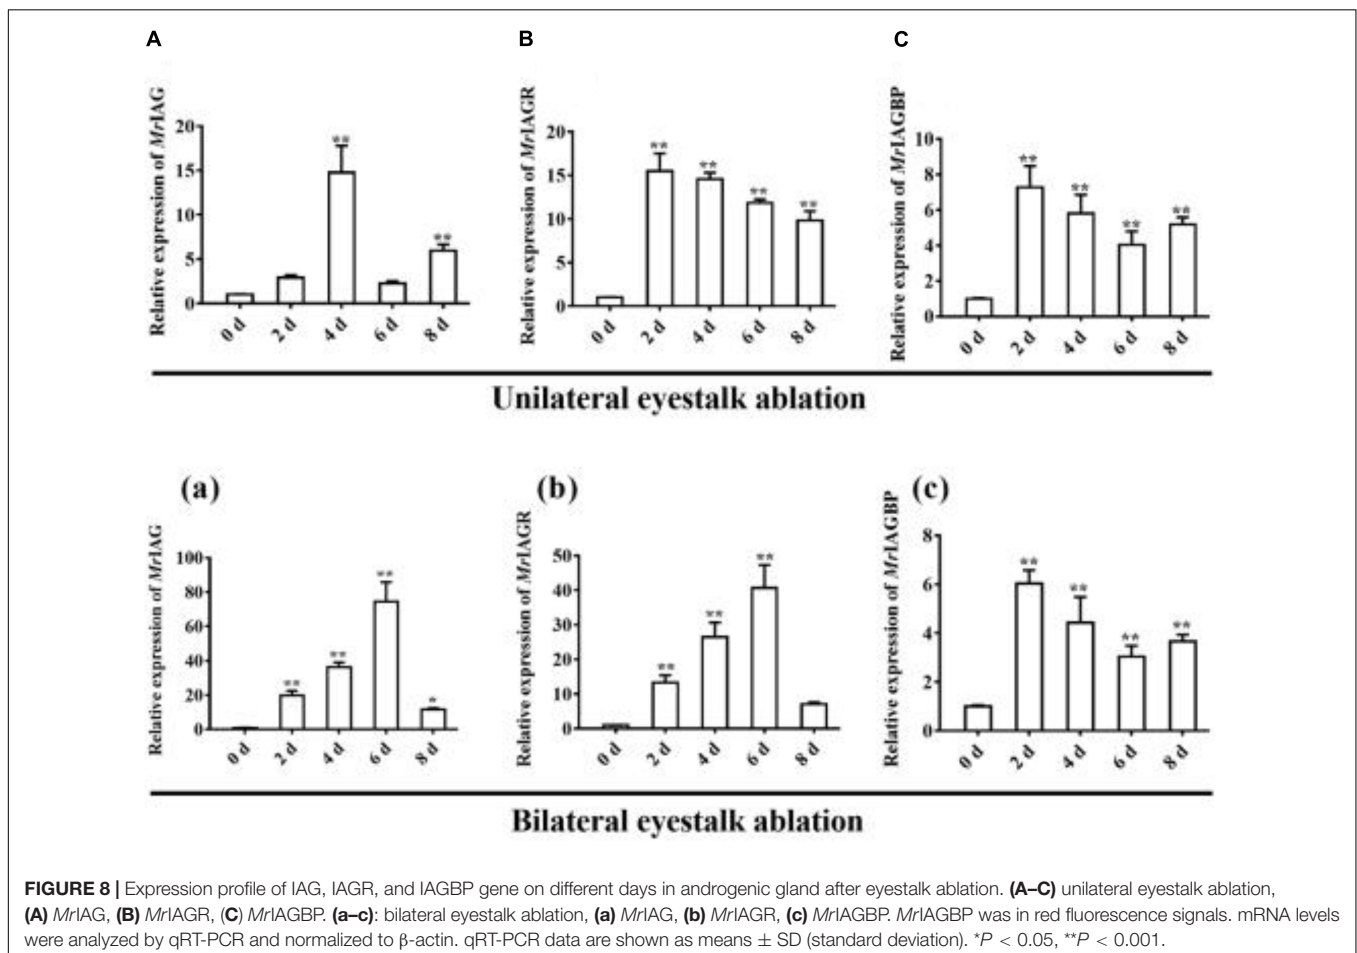 A
B
C
Relative expression of MrIAG
20
15
10
5
0
**
**
0 d
2 d
4 d
6 d
8 d
Relative expression of MrIAGR
20
15
10
5
0
**
**
**
**
0 d
2 d
4 d
6 d
8 d
Relative expression of MrIAGBP
10
8
6
4
2
0
**
**
**
**
0 d
2 d
4 d
6 d
8 d
Unilateral eyestalk ablation
(a)
(b)
(c)
Relative expression of MrIAG
100
80
60
40
20
0
**
**
**
*
0 d
2 d
4 d
6 d
8 d
Relative expression of MrIAGR
50
40
30
20
10
0
**
**
**
0 d
2 d
4 d
6 d
8 d
Relative expression of MrIAGBP
8
6
4
2
0
**
**
**
**
0 d
2 d
4 d
6 d
8 d
Bilateral eyestalk ablation
FIGURE 8 | Expression profile of IAG, IAGR, and IAGBP gene on different days in androgenic gland after eyestalk ablation. (A–C) unilateral eyestalk ablation,
(A) MrIAG, (B) MrIAGR, (C) MrIAGBP. (a–c): bilateral eyestalk ablation, (a) MrIAG, (b) MrIAGR, (c) MrIAGBP. MrIAGBP was in red fluorescence signals. mRNA levels
were analyzed by qRT-PCR and normalized to β-actin. qRT-PCR data are shown as means ± SD (standard deviation). *P < 0.05, **P < 0.001.